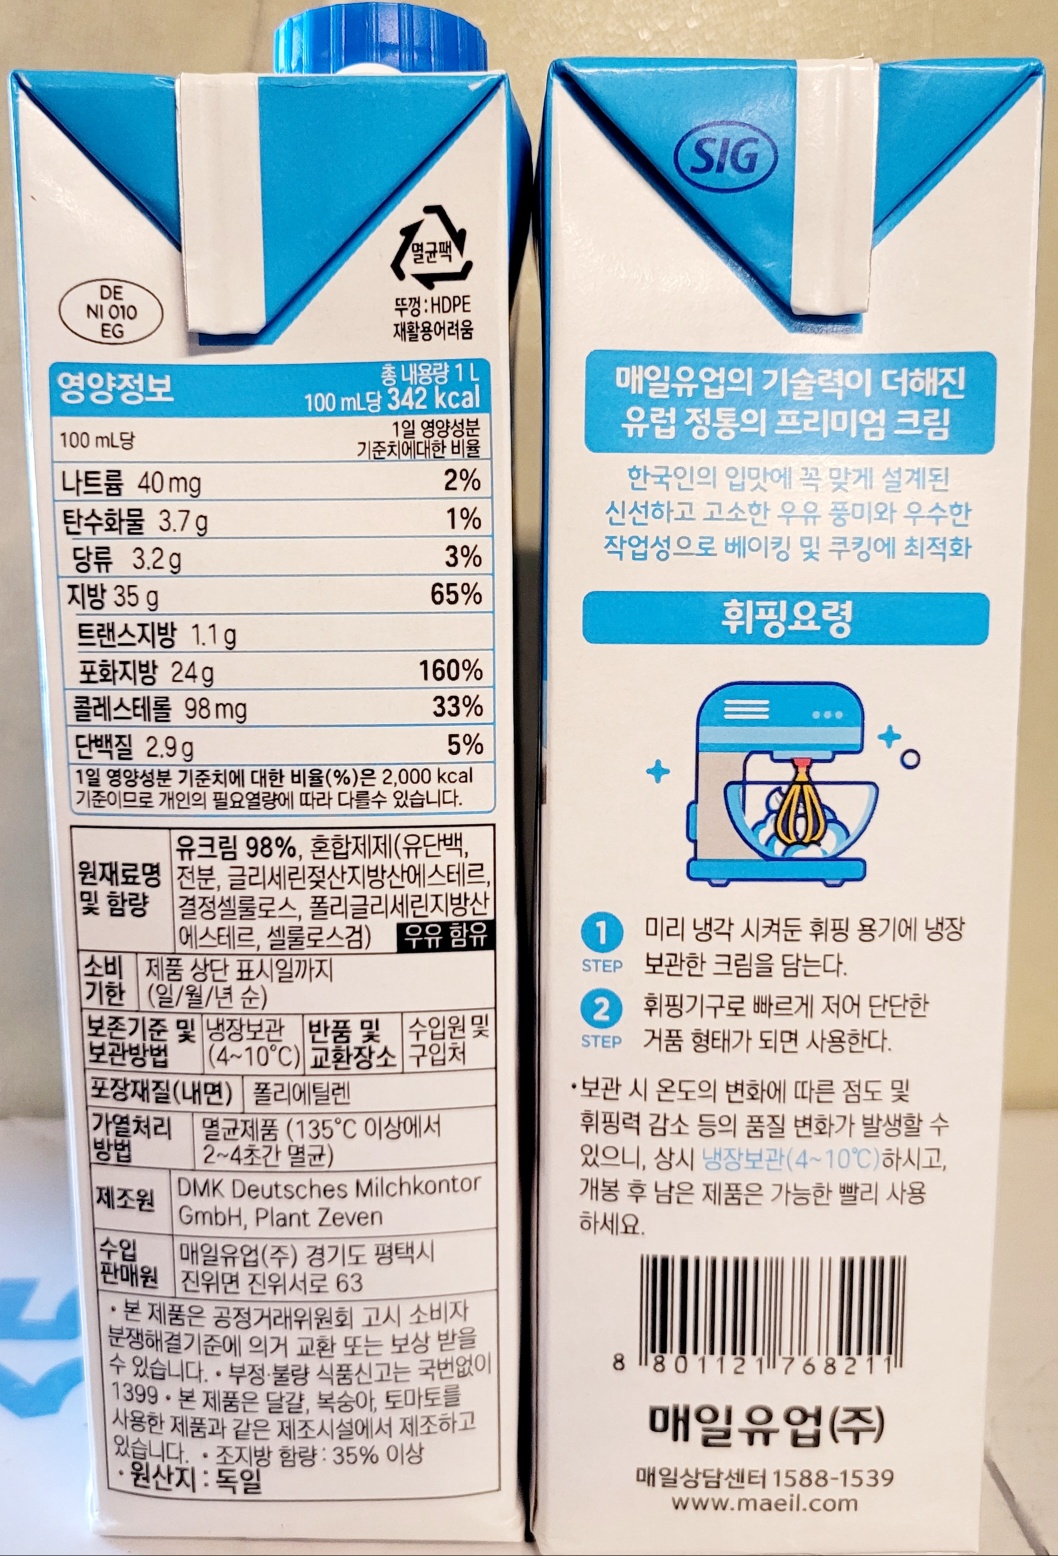 멸균팩
뚜껑:HDPE
재활용어려움
DE
NI 010
EG
영양정보
총 내용량 1 L
100 mL당 342 kcal
100 mL당
1일 영양성분
기준치에대한 비율
나트륨 40 mg 2%
탄수화물 3.7 g 1%
당류 3.2 g 3%
지방 35 g 65%
트랜스지방 1.1 g
포화지방 24 g 160%
콜레스테롤 98 mg 33%
단백질 2.9 g 5%
1일 영양성분 기준치에 대한 비율(%)은 2,000 kcal
기준이므로 개인의 필요열량에 따라 다를수 있습니다.
원재료명
및 함량
유크림 98%, 혼합제제(유단백,
전분, 글리세린젖산지방산에스테르,
결정셀룰로스, 폴리글리세린지방산
에스테르, 셀룰로스검) 우유 함유
소비
기한
제품 상단 표시일까지
(일/월/년 순)
보존기준 및
보관방법
냉장보관
(4~10°C)
반품 및
교환장소
수입원 및
구입처
포장재질(내면) 폴리에틸렌
가열처리
방법
멸균제품 (135°C 이상에서
2~4초간 멸균)
제조원
DMK Deutsches Milchkontor
GmbH, Plant Zeven
수입
판매원
매일유업(주) 경기도 평택시
진위면 진위서로 63
• 본 제품은 공정거래위원회 고시 소비자
분쟁해결기준에 의거 교환 또는 보상 받을
수 있습니다. • 부정·불량 식품신고는 국번없이
1399 • 본 제품은 달걀, 복숭아, 토마토를
사용한 제품과 같은 제조시설에서 제조하고
있습니다. • 조지방 함량 : 35% 이상
• 원산지 : 독일
SIG
매일유업의 기술력이 더해진
유럽 정통의 프리미엄 크림
한국인의 입맛에 꼭 맞게 설계된
신선하고 고소한 우유 풍미와 우수한
작업성으로 베이킹 및 쿠킹에 최적화
휘핑요령
1
STEP
미리 냉각 시켜둔 휘핑 용기에 냉장
보관한 크림을 담는다.
2
STEP
휘핑기구로 빠르게 저어 단단한
거품 형태가 되면 사용한다.
•보관 시 온도의 변화에 따른 점도 및
휘핑력 감소 등의 품질 변화가 발생할 수
있으니, 상시 냉장보관(4~10℃)하시고,
개봉 후 남은 제품은 가능한 빨리 사용
하세요.
8 801121 768211
매일유업(주)
매일상담센터 1588-1539
www.maeil.com